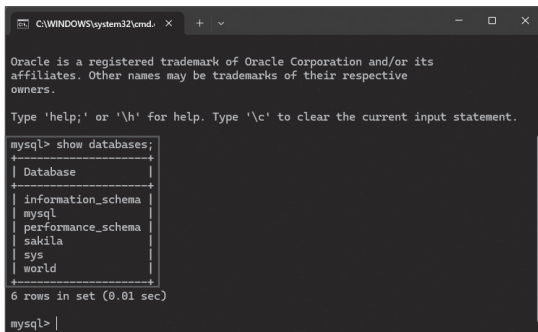 C:\WINDOWS\system32\cmd.
Oracle is a registered trademark of Oracle Corporation and/or its
affiliates. Other names may be trademarks of their respective
owners.
Type 'help;' or '\h' for help. Type '\c' to clear the current input statement.
mysql> show databases;
+--------------------+
| Database           |
+--------------------+
| information_schema |
| mysql              |
| performance_schema |
| sakila             |
| sys                |
| world              |
+--------------------+
6 rows in set (0.01 sec)
mysql>